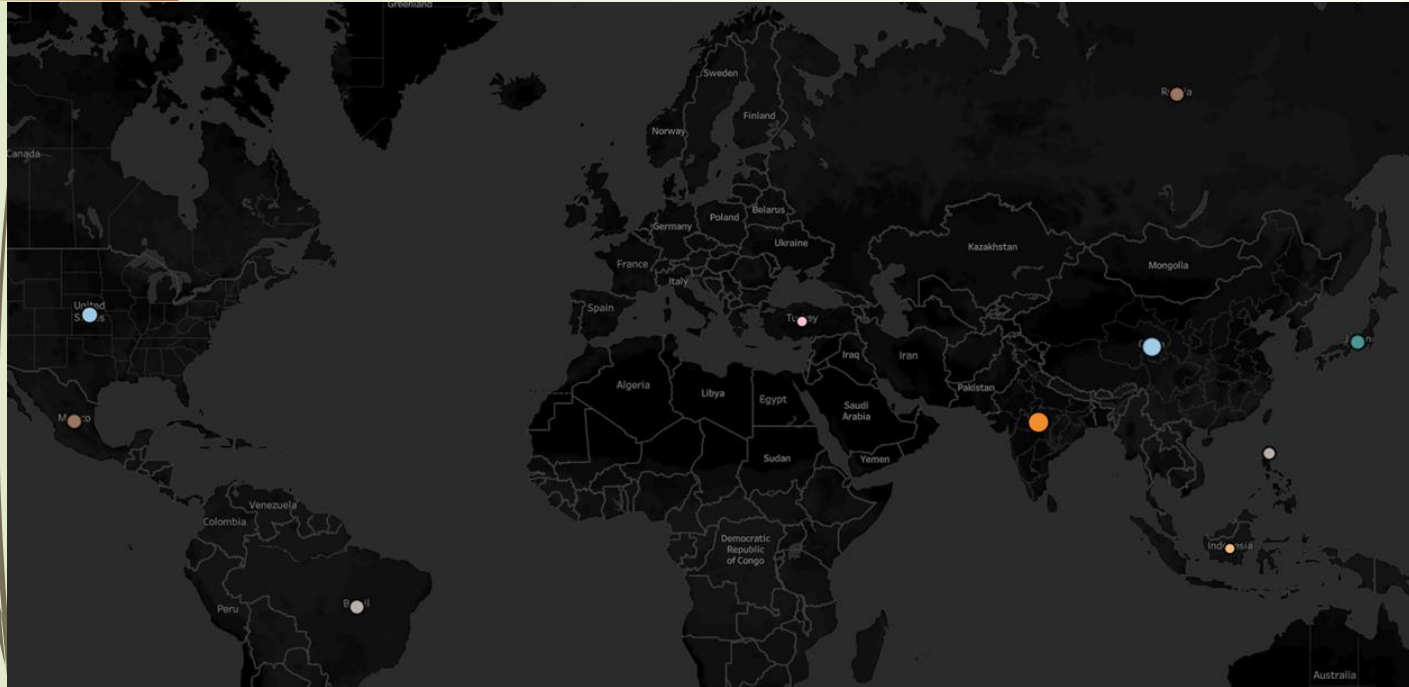 Greenland
Sweden
Finland
Norway
Canada
Poland
Belarus
Germany
Ukraine
France
Kazakhstan
Mongolia
Italy
United
Spain
Iraq
Iran
Algeria
Libya
Egypt
Pakistan
Saudi
Arabia
Sudan
Yemen
Venezuela
Colombia
Democratic
Republic
of Congo
Peru
Australia